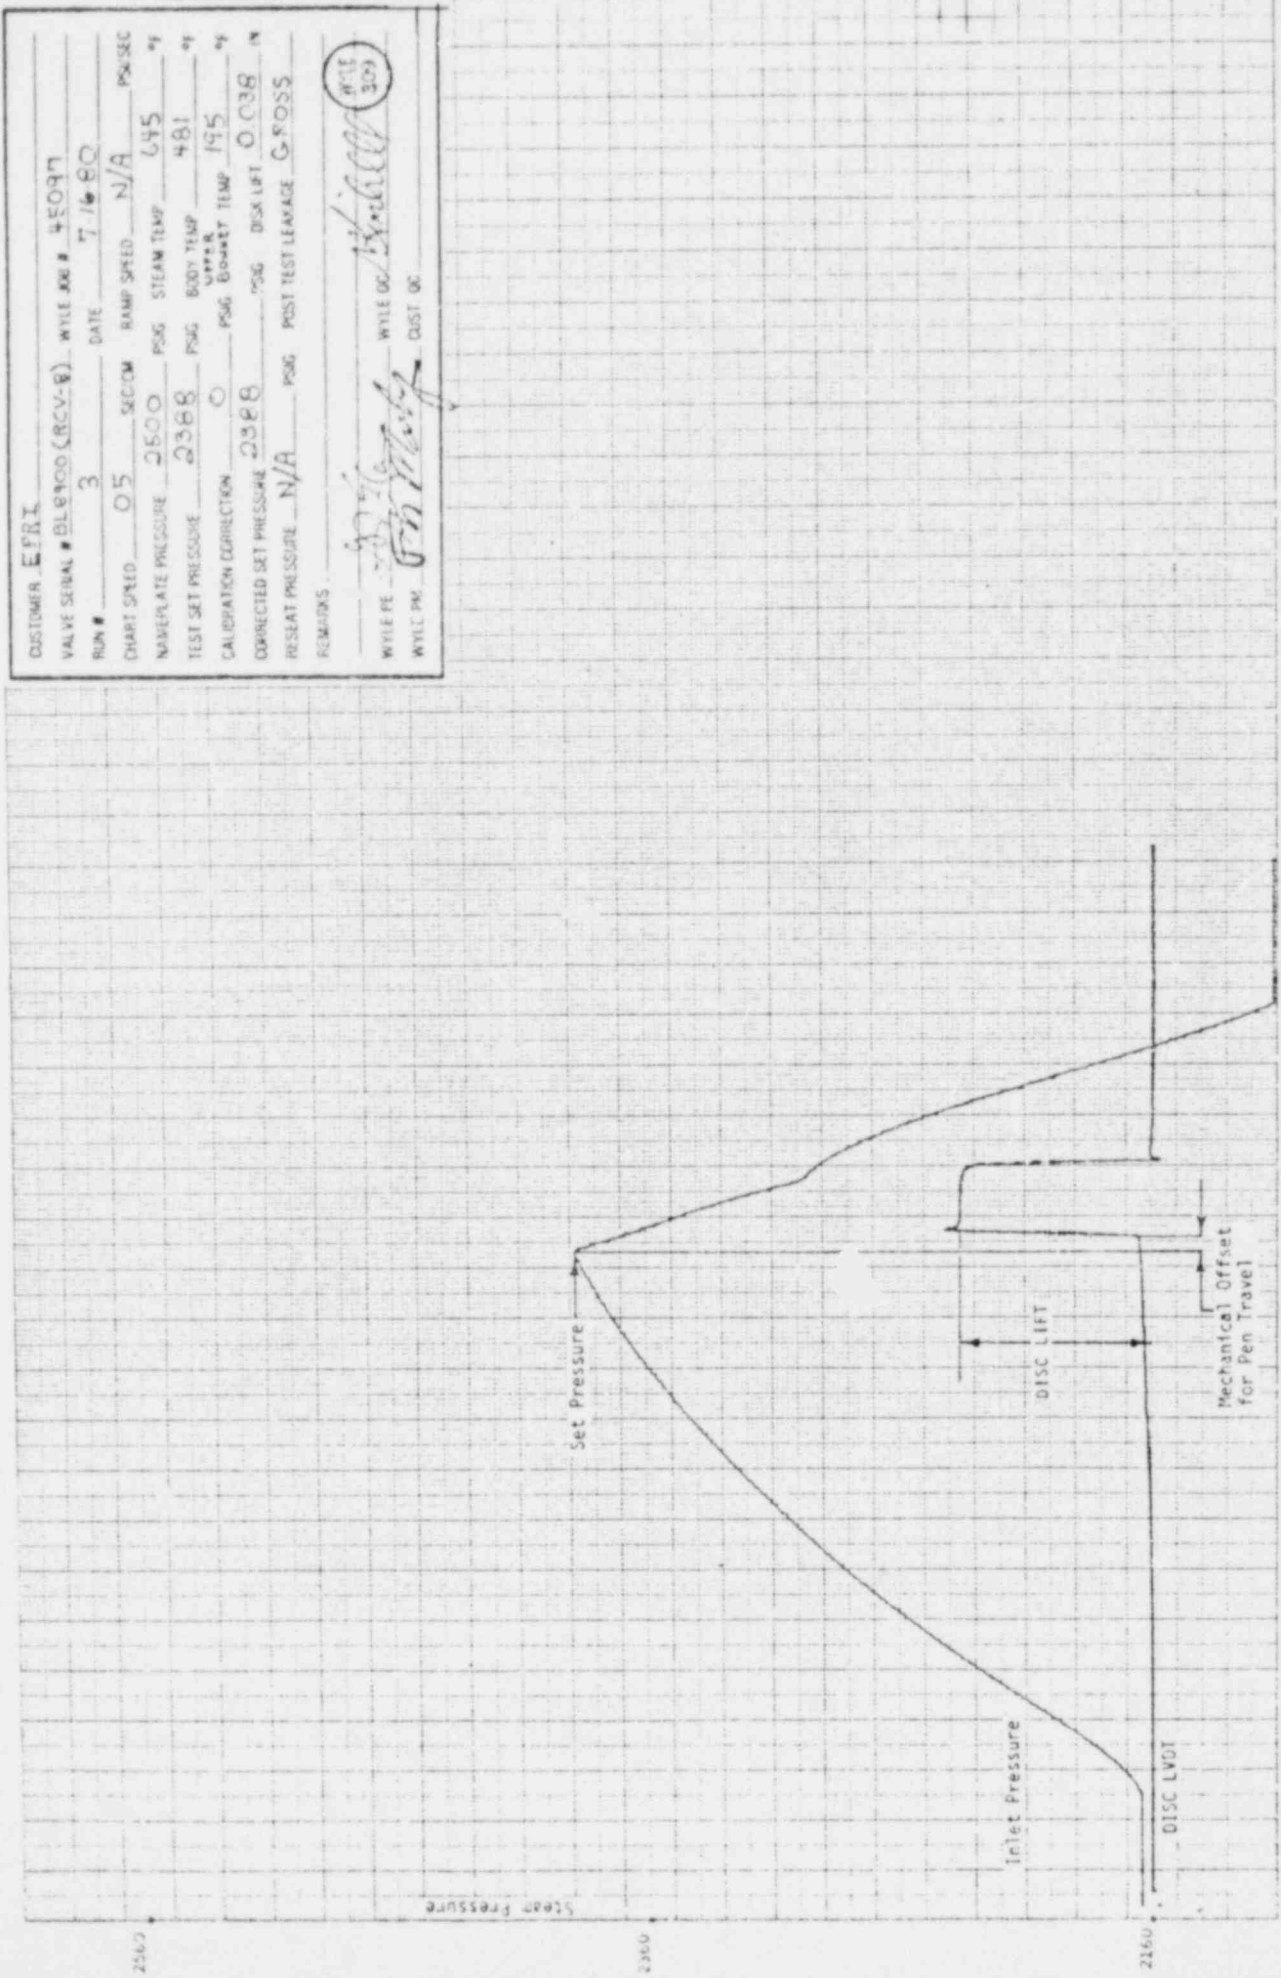 CUSTOMER EPRI
VALVE SERIAL # BL8900 (RCV-8) WYLE JOB # 45097
RUN # 3 DATE 7 16 80
CHART SPEED 05 SEC/CM RAMP SPEED N/A PSI/SEC
NAMEPLATE PRESSURE 2500 PSIG STEAM TEMP 645 °F
TEST SET PRESSURE 2388 PSIG BODY TEMP 481 °F
CALIBRATION CORRECTION 0 PSIG UPPER BONNET TEMP 195 °F
CORRECTED SET PRESSURE 2388 PSIG DISK LIFT 0.038 IN
RESEAT PRESSURE N/A PSIG POST TEST LEAKAGE GROSS
REMARKS
WYLE PE WYLE QC
WYLE PM CUST QC
WYLE
309
Steam Pressure
2560
2360
2160
Set Pressure
Inlet Pressure
DISC LIFT
DISC LVDT
Mechanical Offset
for Pen Travel